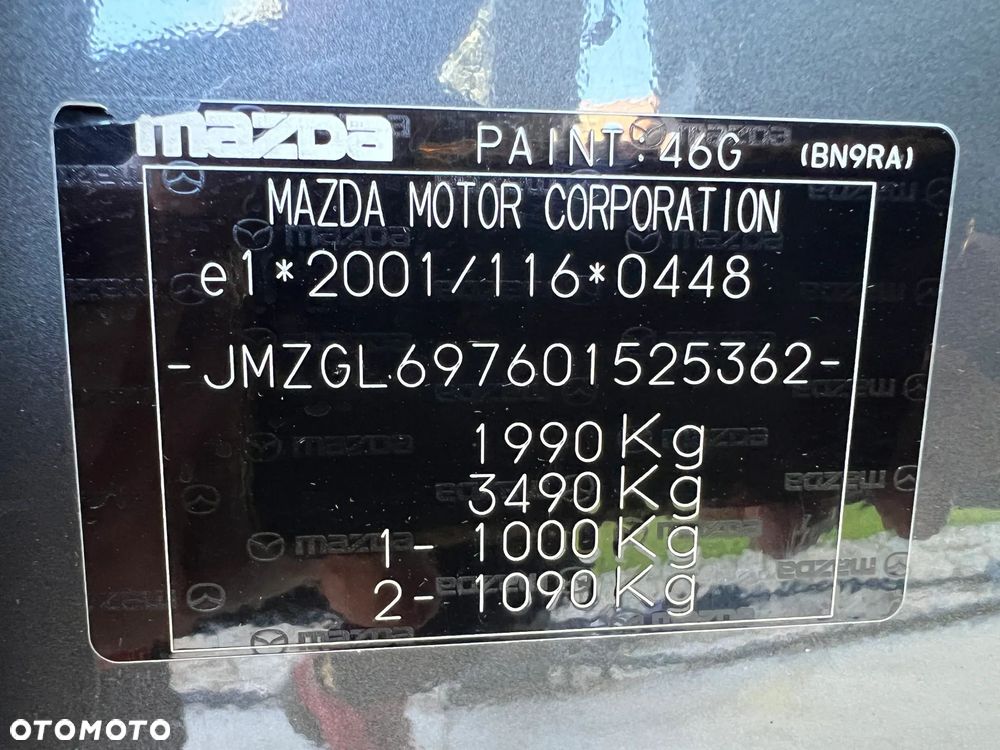 mazda PAINT:46G (BN9RA)
MAZDA MOTOR CORPORATION
e1*2001/116*0448
-JMZGL697601525362-
1990Kg
3490Kg
1- 1000Kg
2- 1090Kg
OTOMOTO